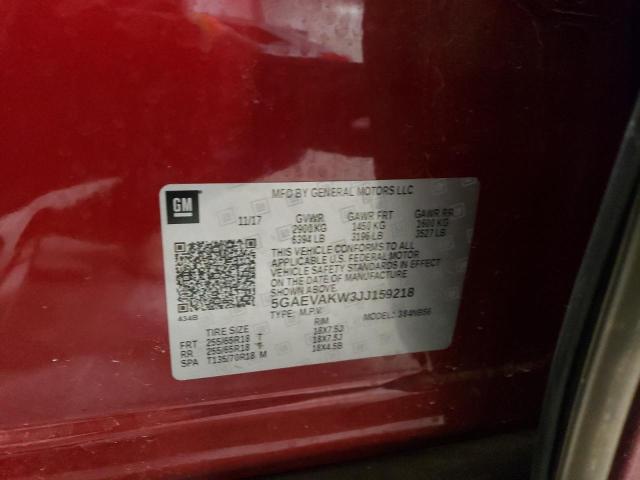 MFD BY GENERAL MOTORS LLC
GM
11/17 GVWR GAWR FRT GAWR RR
2900 KG 1450 KG 1600 KG
6394 LB 3196 LB 3527 LB
THIS VEHICLE CONFORMS TO ALL
APPLICABLE U.S. FEDERAL MOTOR
VEHICLE SAFETY STANDARDS IN EFFECT
ON THE DATE OF MANUFACTURE
SHOWN ABOVE.
5GAEVAKW3JJ159218
TYPE: M.P.V. MODEL: 384NB56
434B
TIRE SIZE RIM
FRT 255/65R18 T 18X7.5J
RR 255/65R18 T 18X7.5J
SPA T135/70R18 M 18X4.5B